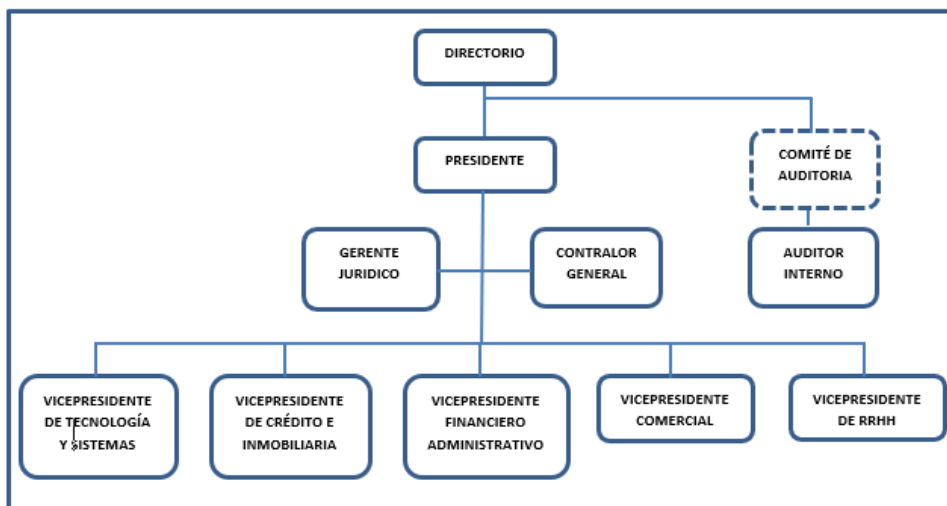 DIRECTORIO
PRESIDENTE
COMITÉ DE
AUDITORIA
GERENTE
JURIDICO
CONTRALOR
GENERAL
AUDITOR
INTERNO
VICEPRESIDENTE
DE TECNOLOGÍA
Y SISTEMAS
VICEPRESIDENTE
DE CRÉDITO E
INMOBILIARIA
VICEPRESIDENTE
FINANCIERO
ADMINISTRATIVO
VICEPRESIDENTE
COMERCIAL
VICEPRESIDENTE
DE RRHH